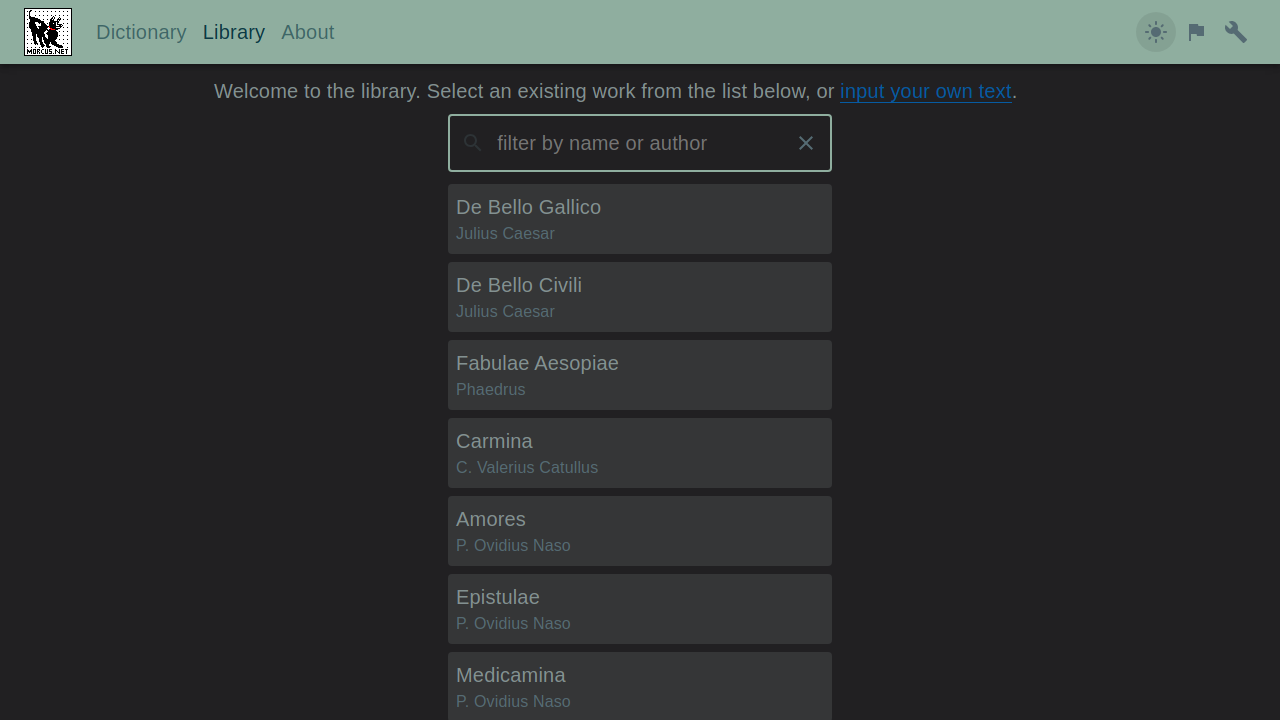 MORCUS.NET
Dictionary Library About
Welcome to the library. Select an existing work from the list below, or input your own text.
filter by name or author
De Bello Gallico
Julius Caesar
De Bello Civili
Julius Caesar
Fabulae Aesopiae
Phaedrus
Carmina
C. Valerius Catullus
Amores
P. Ovidius Naso
Epistulae
P. Ovidius Naso
Medicamina
P. Ovidius Naso